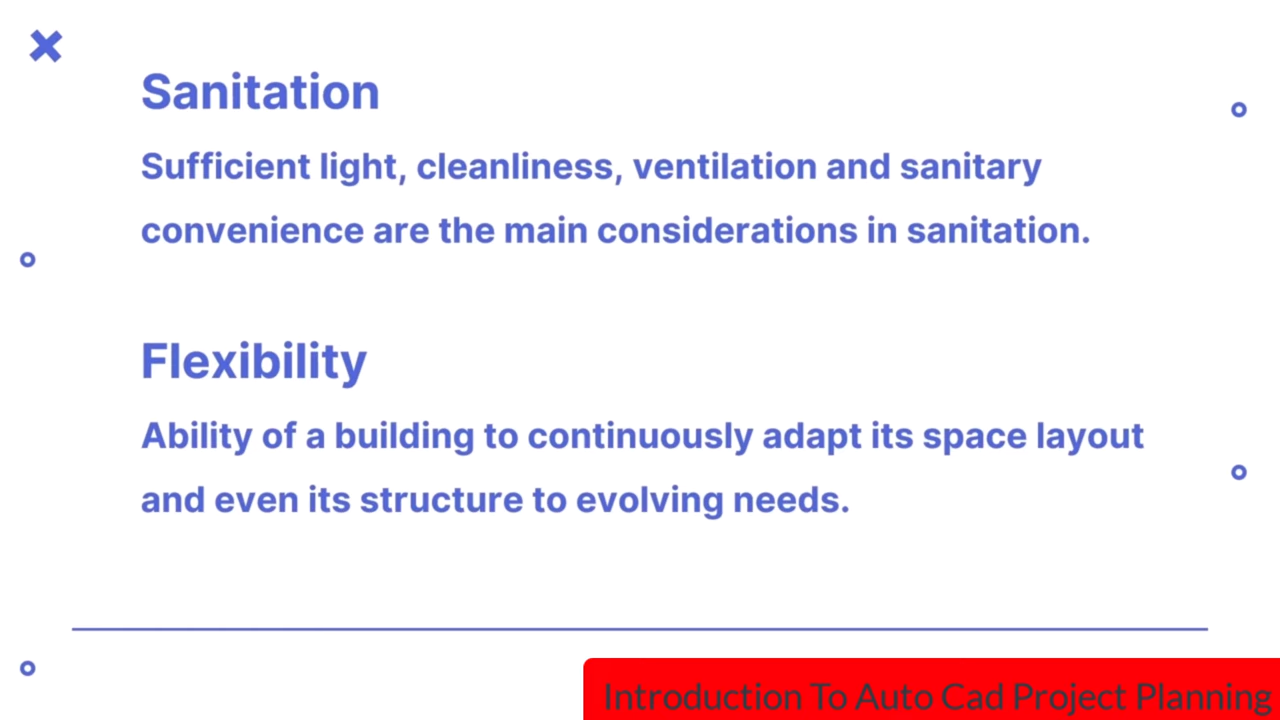 Sanitation
Sufficient light, cleanliness, ventilation and sanitary
convenience are the main considerations in sanitation.
Flexibility
Ability of a building to continuously adapt its space layout
and even its structure to evolving needs.
Introduction To Auto Cad Project Planning